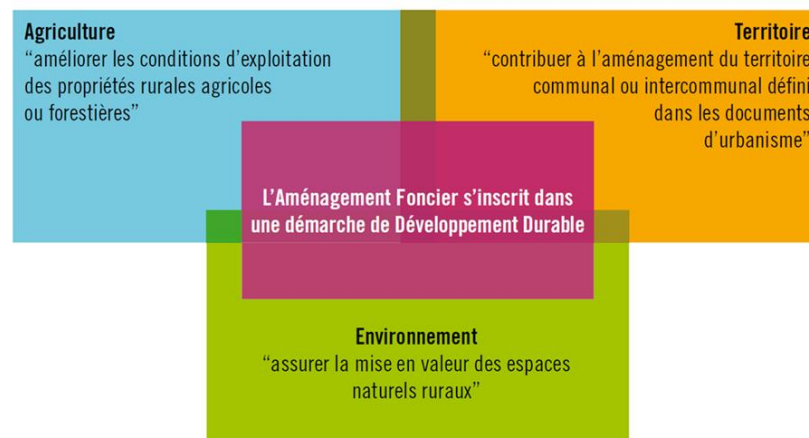 Agriculture
“améliorer les conditions d’exploitation
des propriétés rurales agricoles
ou forestières”
Territoire
“contribuer à l’aménagement du territoire
communal ou intercommunal défini
dans les documents
d’urbanisme”
L’Aménagement Foncier s’inscrit dans
une démarche de Développement Durable
Environnement
“assurer la mise en valeur des espaces
naturels ruraux”